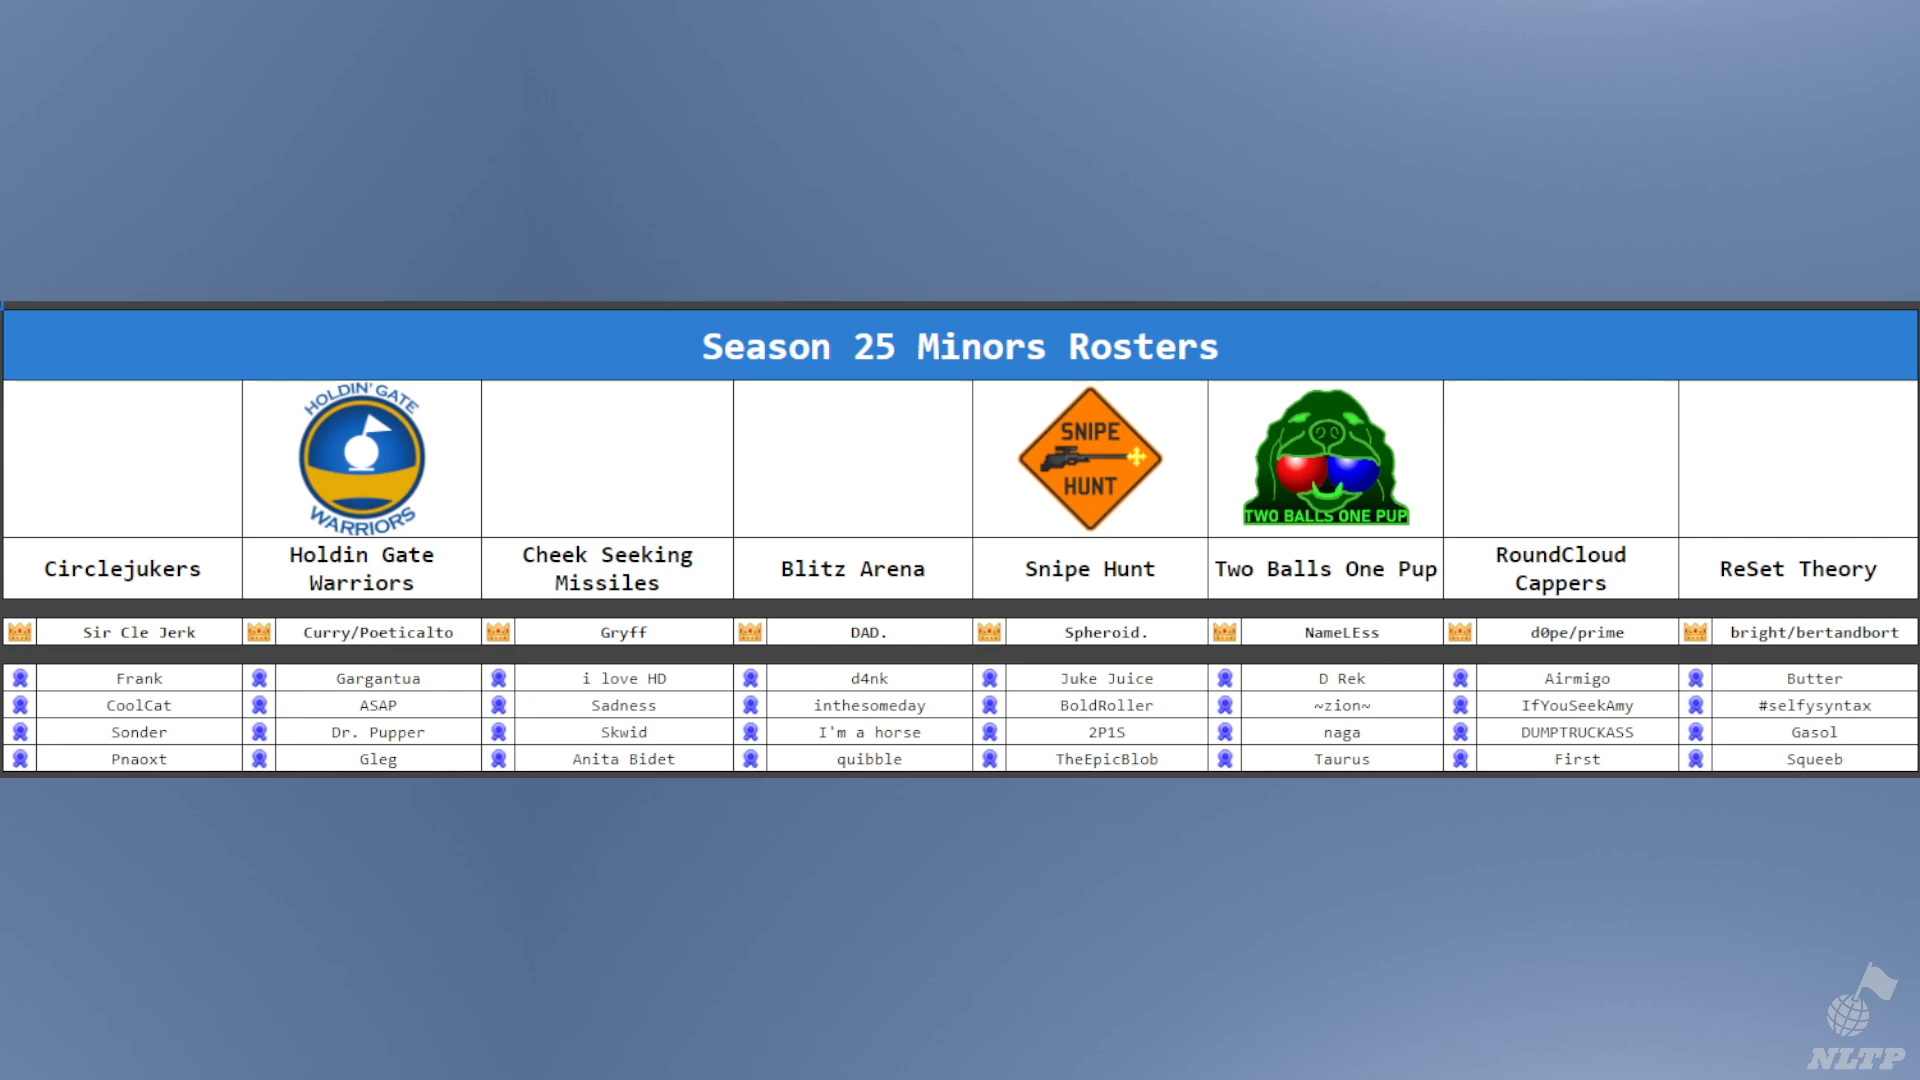 Season 25 Minors Rosters
HOLDIN' GATE
WARRIORS
SNIPE
HUNT
TWO BALLS ONE PUP
Circlejukers
Holdin Gate
Warriors
Cheek Seeking
Missiles
Blitz Arena
Snipe Hunt
Two Balls One Pup
RoundCloud
Cappers
ReSet Theory
Sir Cle Jerk
Curry/Poeticalto
Gryff
DAD.
Spheroid.
NameLEss
d0pe/prime
bright/bertandbort
Frank
Gargantua
i love HD
d4nk
Juke Juice
D Rek
Airmigo
Butter
CoolCat
ASAP
Sadness
inthesomeday
BoldRoller
~zion~
IfYouSeekAmy
#selfysyntax
Sonder
Dr. Pupper
Skwid
I'm a horse
2P1S
naga
DUMPTRUCKASS
Gasol
Pnaoxt
Gleg
Anita Bidet
quibble
TheEpicBlob
Taurus
First
Squeeb
NLTP